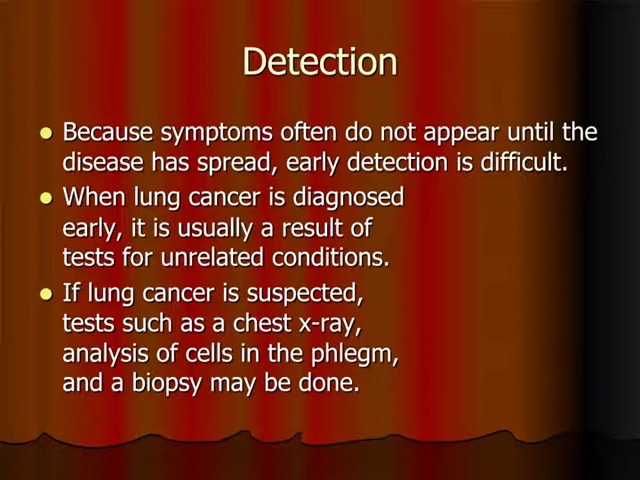 Detection
Because symptoms often do not appear until the
disease has spread, early detection is difficult.
When lung cancer is diagnosed
early, it is usually a result of
tests for unrelated conditions.
If lung cancer is suspected,
tests such as a chest x-ray,
analysis of cells in the phlegm,
and a biopsy may be done.